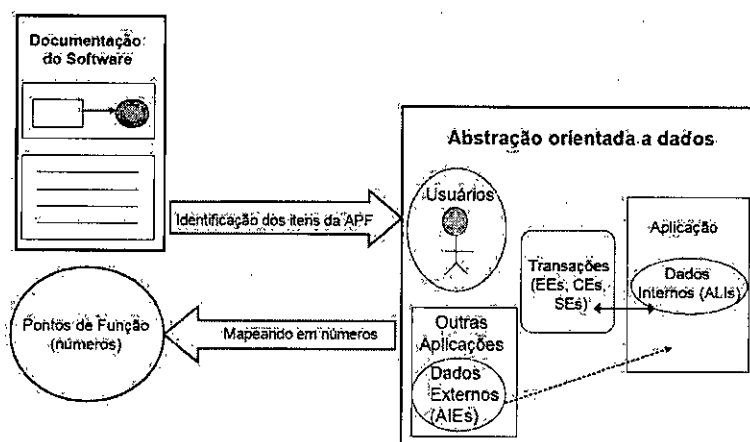 Documentação
do Software
Identificação dos itens da APF
Pontos de Função
(números)
Mapeando em números
Abstração orientada a dados
Usuários
Transações
(EEs, CEs,
SEs)
Aplicação
Dados
Internos (ALIs)
Outras
Aplicações
Dados
Externos
(AIEs)